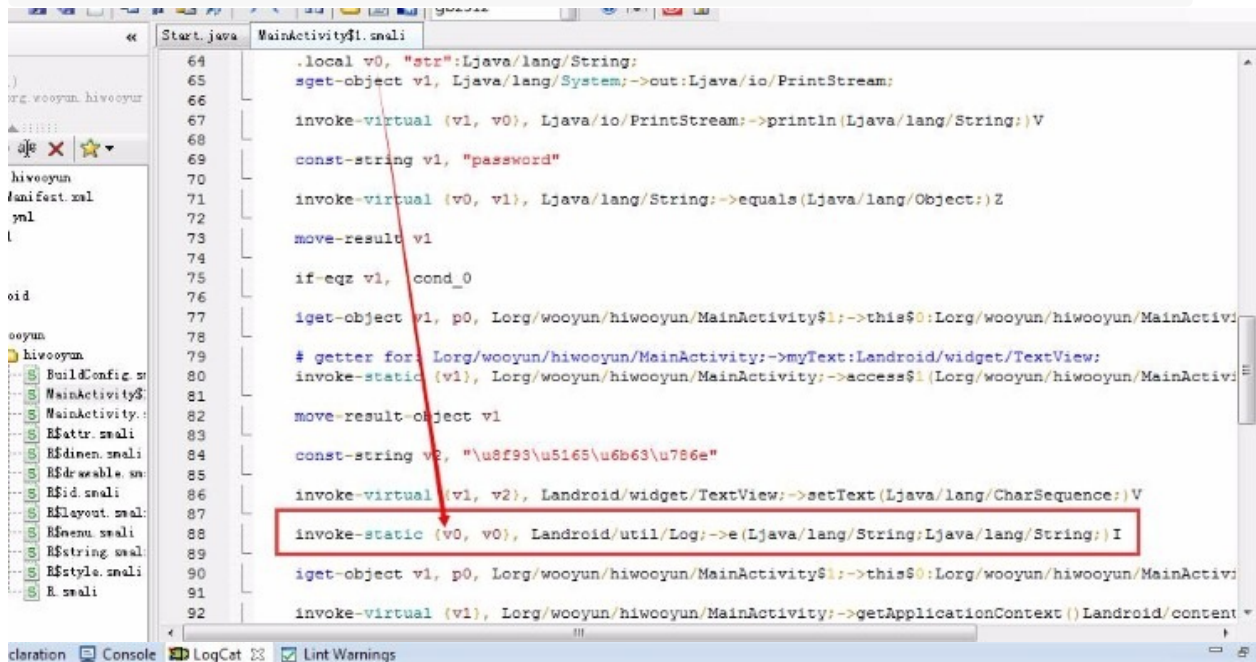 gb2312
Start.java MainActivity$1.smali
64 .local v0, "str":Ljava/lang/String;
65 sget-object v1, Ljava/lang/System;->out:Ljava/io/PrintStream;
66
67 invoke-virtual {v1, v0}, Ljava/io/PrintStream;->println(Ljava/lang/String;)V
68
69 const-string v1, "password"
70
71 invoke-virtual {v0, v1}, Ljava/lang/String;->equals(Ljava/lang/Object;)Z
72
73 move-result v1
74
75 if-eqz v1, cond_0
76
77 iget-object v1, p0, Lorg/wooyun/hiwooyun/MainActivity$1;->this$0:Lorg/wooyun/hiwooyun/MainActivi
78
79 # getter for: Lorg/wooyun/hiwooyun/MainActivity;->myText:Landroid/widget/TextView;
80 invoke-static {v1}, Lorg/wooyun/hiwooyun/MainActivity;->access$1(Lorg/wooyun/hiwooyun/MainActivi
81
82 move-result-object v1
83
84 const-string v2, "\u8f93\u5165\u6b63\u786e"
85
86 invoke-virtual {v1, v2}, Landroid/widget/TextView;->setText(Ljava/lang/CharSequence;)V
87
88 invoke-static {v0, v0}, Landroid/util/Log;->e(Ljava/lang/String;Ljava/lang/String;)I
89
90 iget-object v1, p0, Lorg/wooyun/hiwooyun/MainActivity$1;->this$0:Lorg/wooyun/hiwooyun/MainActivi
91
92 invoke-virtual {v1}, Lorg/wooyun/hiwooyun/MainActivity;->getApplicationContext()Landroid/content
org.wooyun.hiwooyun
hiwooyun
Manifest.xml
yml
oid
ooyun
hiwooyun
BuildConfig.sm
MainActivity$
MainActivity.s
R$attr.smali
R$dimen.smali
R$drawable.sm
R$id.smali
R$layout.smal
R$menu.smali
R$string.smal
R$style.smali
R.smali
claration Console LogCat Lint Warnings